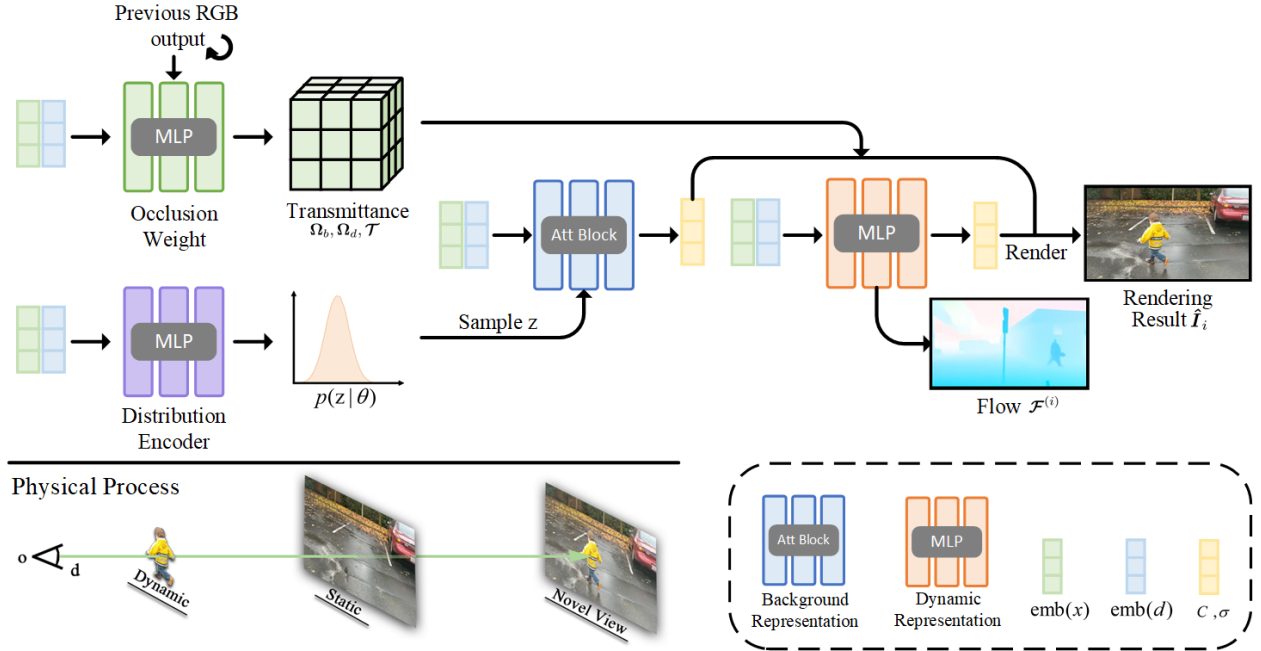 Previous RGB
output
MLP
Occlusion
Weight
Transmittance
Ω_b, Ω_d, 𝒯
Att Block
MLP
Render
Rendering
Result Î_i
MLP
Distribution
Encoder
p(z | θ)
Sample z
Flow ℱ^(i)
Physical Process
o
d
Dynamic
Static
Novel View
Att Block
Background
Representation
MLP
Dynamic
Representation
emb(x)
emb(d)
C ,σ